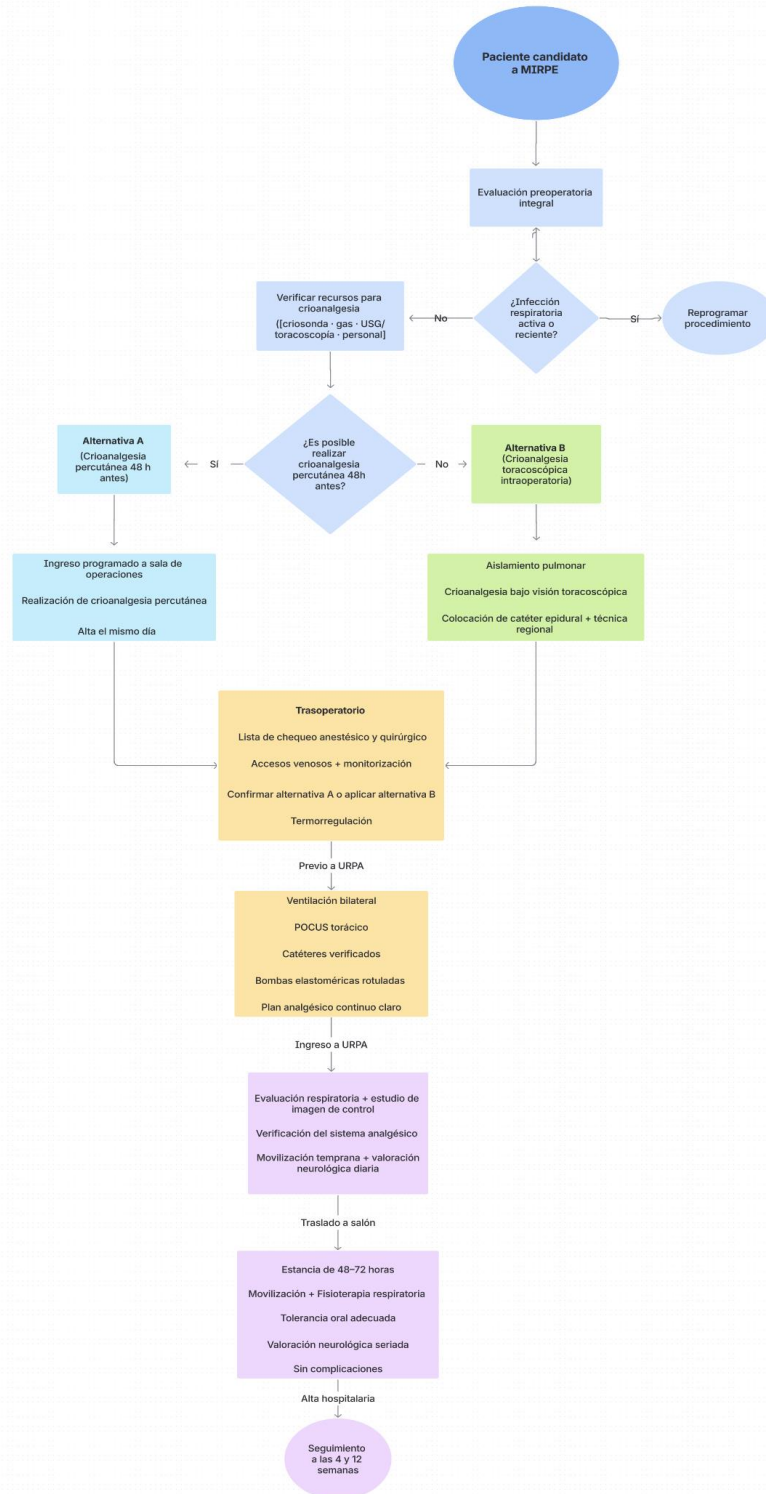 Paciente candidato
a MIRPE
Evaluación preoperatoria
integral
¿Infección
respiratoria
activa o
reciente?
No
Sí
Reprogramar
procedimiento
Verificar recursos para
crioanalgesia
([criosonda · gas · USG/
toracoscopía · personal]
¿Es posible
realizar
crioanalgesia
percutánea 48h
antes?
Sí
No
Alternativa A
(Crioanalgesia
percutánea 48 h
antes)
Alternativa B
(Crioanalgesia
toracoscópica
intraoperatoria)
Ingreso programado a sala de
operaciones
Realización de crioanalgesia percutánea
Alta el mismo día
Aislamiento pulmonar
Crioanalgesia bajo visión toracoscópica
Colocación de catéter epidural + técnica
regional
Trasoperatorio
Lista de chequeo anestésico y quirúrgico
Accesos venosos + monitorización
Confirmar alternativa A o aplicar alternativa B
Termorregulación
Previo a URPA
Ventilación bilateral
POCUS torácico
Catéteres verificados
Bombas elastoméricas rotuladas
Plan analgésico continuo claro
Ingreso a URPA
Evaluación respiratoria + estudio de
imagen de control
Verificación del sistema analgésico
Movilización temprana + valoración
neurológica diaria
Traslado a salón
Estancia de 48–72 horas
Movilización + Fisioterapia respiratoria
Tolerancia oral adecuada
Valoración neurológica seriada
Sin complicaciones
Alta hospitalaria
Seguimiento
a las 4 y 12
semanas